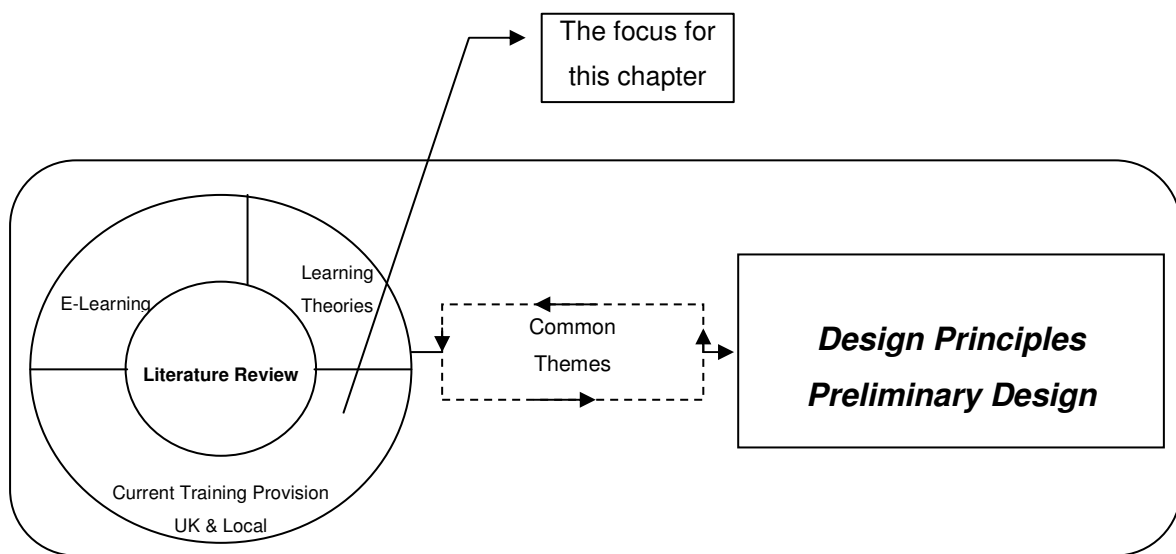 The focus for
this chapter
E-Learning
Learning
Theories
Literature Review
Current Training Provision
UK & Local
Common
Themes
Design Principles
Preliminary Design